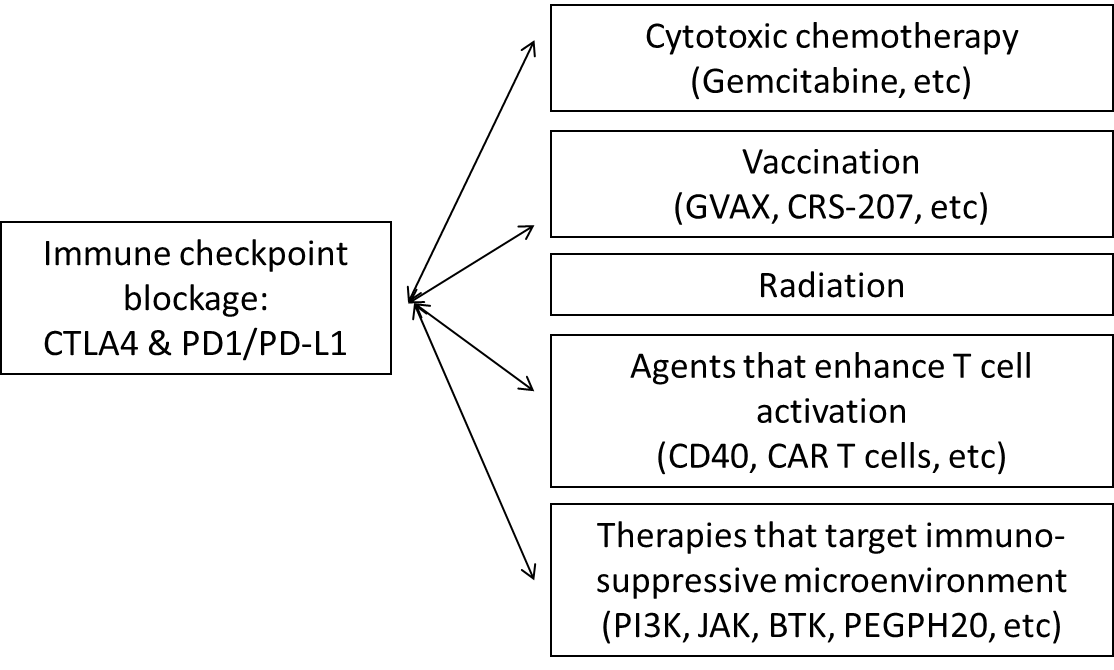 Cytotoxic chemotherapy
(Gemcitabine, etc)
Vaccination
(GVAX, CRS-207, etc)
Immune checkpoint
blockage:
CTLA4 & PD1/PD-L1
Radiation
Agents that enhance T cell
activation
(CD40, CAR T cells, etc)
Therapies that target immuno-
suppressive microenvironment
(PI3K, JAK, BTK, PEGPH20, etc)